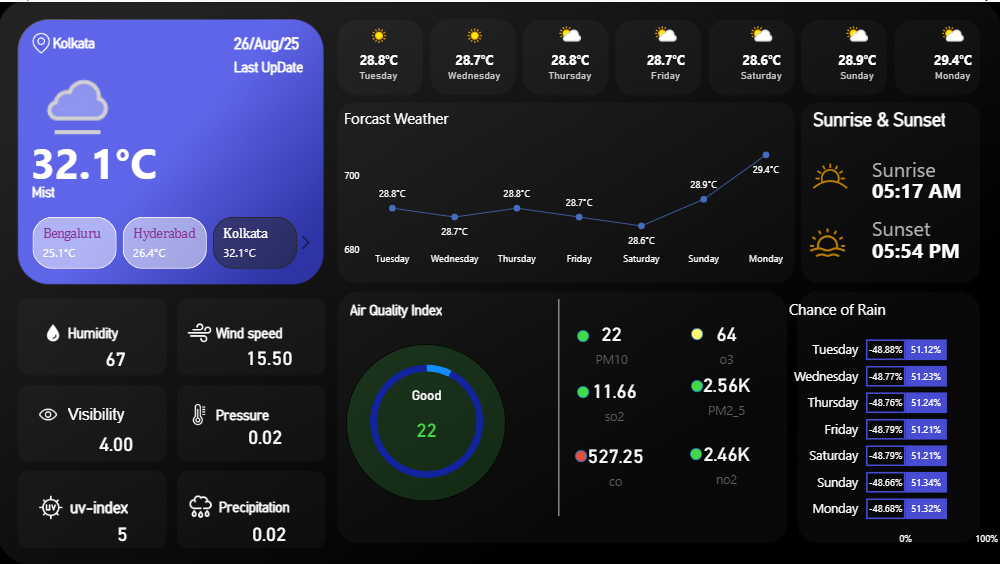 Kolkata
26/Aug/25
Last UpDate
32.1°C
Mist
Bengaluru
25.1°C
Hyderabad
26.4°C
Kolkata
32.1°C
28.8°C
Tuesday
28.7°C
Wednesday
28.8°C
Thursday
28.7°C
Friday
28.6°C
Saturday
28.9°C
Sunday
29.4°C
Monday
Forcast Weather
700
680
28.8°C
28.7°C
28.8°C
28.7°C
28.6°C
28.9°C
29.4°C
Tuesday
Wednesday
Thursday
Friday
Saturday
Sunday
Monday
Sunrise & Sunset
Sunrise
05:17 AM
Sunset
05:54 PM
Humidity
67
Wind speed
15.50
Visibility
4.00
Pressure
0.02
UV
uv-index
5
Precipitation
0.02
Air Quality Index
Good
22
22
PM10
64
o3
11.66
so2
2.56K
PM2_5
527.25
co
2.46K
no2
Chance of Rain
Tuesday -48.88% 51.12%
Wednesday -48.77% 51.23%
Thursday -48.76% 51.24%
Friday -48.79% 51.21%
Saturday -48.79% 51.21%
Sunday -48.66% 51.34%
Monday -48.68% 51.32%
0% 100%